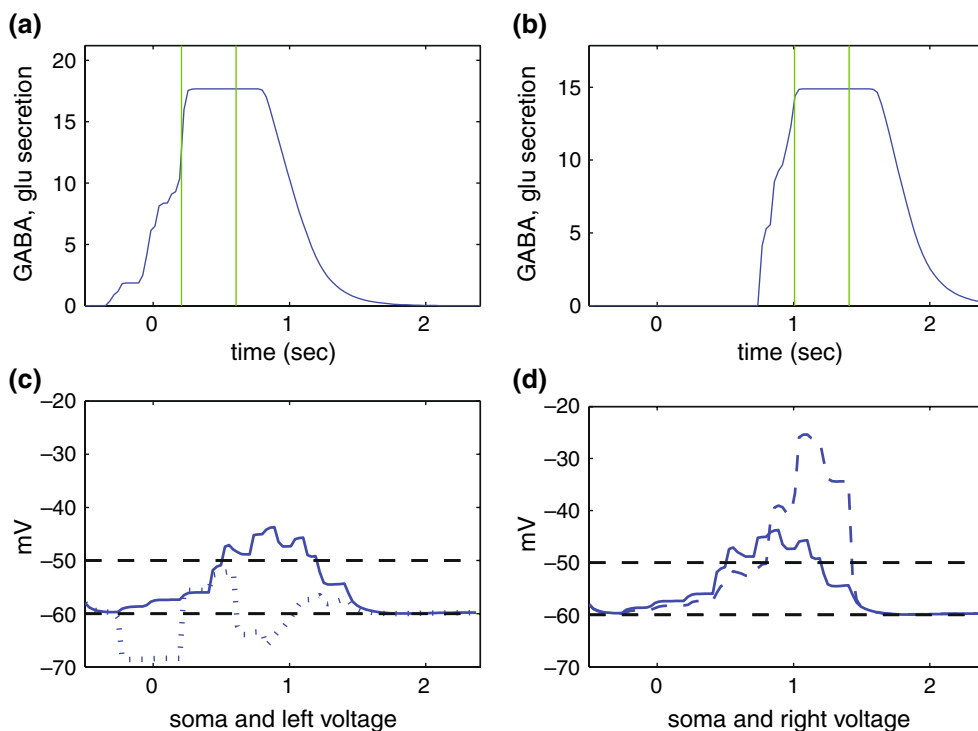 (a)
GABA, glu secretion
20
15
10
5
0
0 1 2
time (sec)
(b)
GABA, glu secretion
15
10
5
0
0 1 2
time (sec)
(c)
mV
−20
−30
−40
−50
−60
−70
0 1 2
soma and left voltage
(d)
mV
−20
−30
−40
−50
−60
−70
0 1 2
soma and right voltage